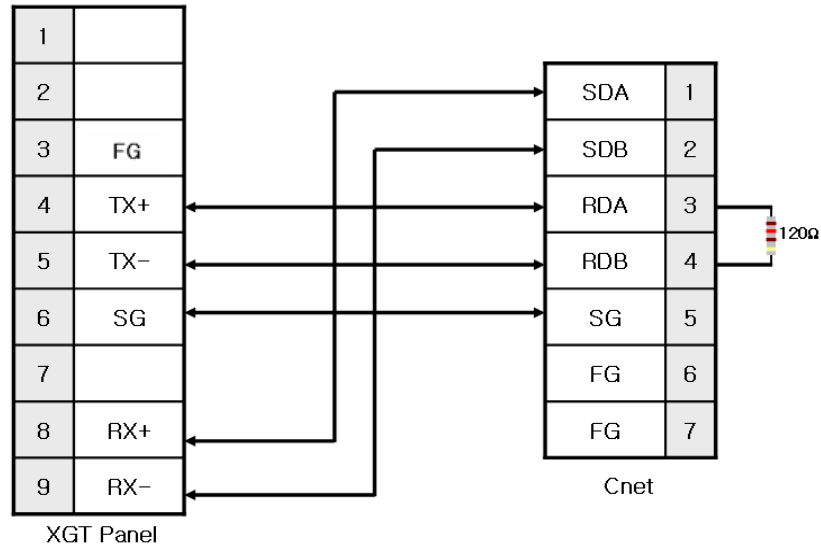 1
2
3 FG
4 TX+
5 TX-
6 SG
7
8 RX+
9 RX-
XGT Panel
SDA 1
SDB 2
RDA 3
RDB 4
SG 5
FG 6
FG 7
Cnet
120Ω